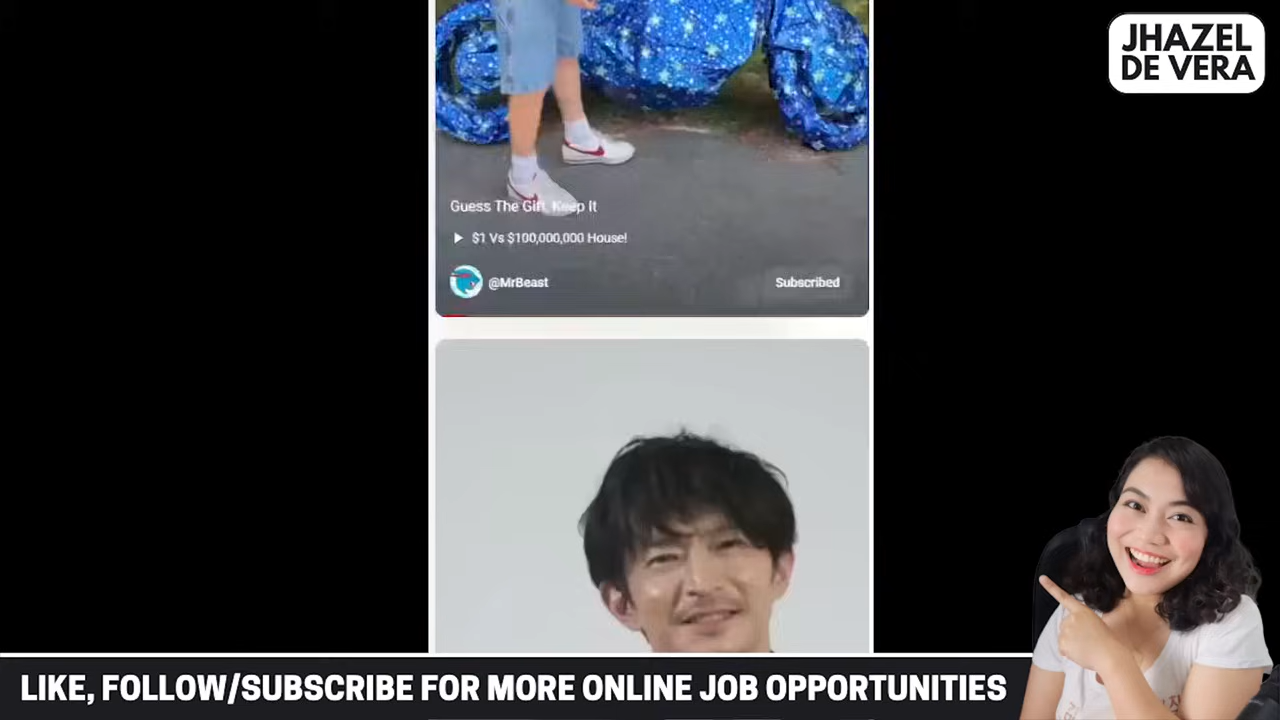 JHAZEL
DE VERA
Guess The Gift, Keep It
$1 Vs $100,000,000 House!
@MrBeast
Subscribed
LIKE, FOLLOW/SUBSCRIBE FOR MORE ONLINE JOB OPPORTUNITIES